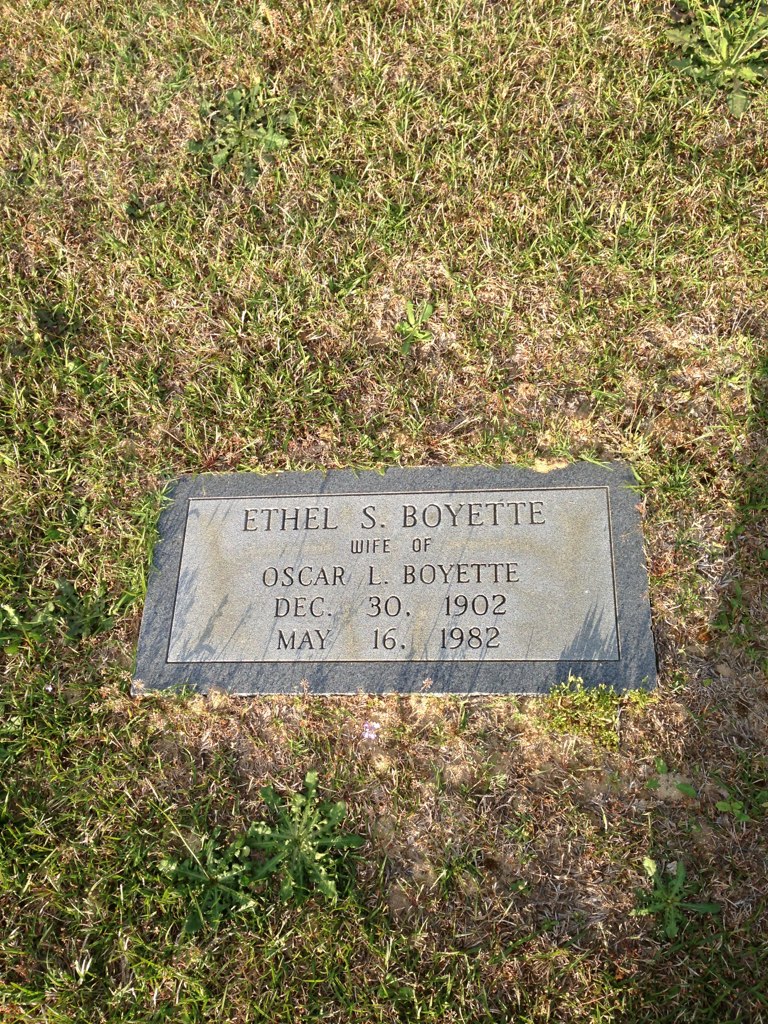 ETHEL S. BOYETTE
WIFE OF
OSCAR L. BOYETTE
DEC. 30, 1902
MAY 16, 1982